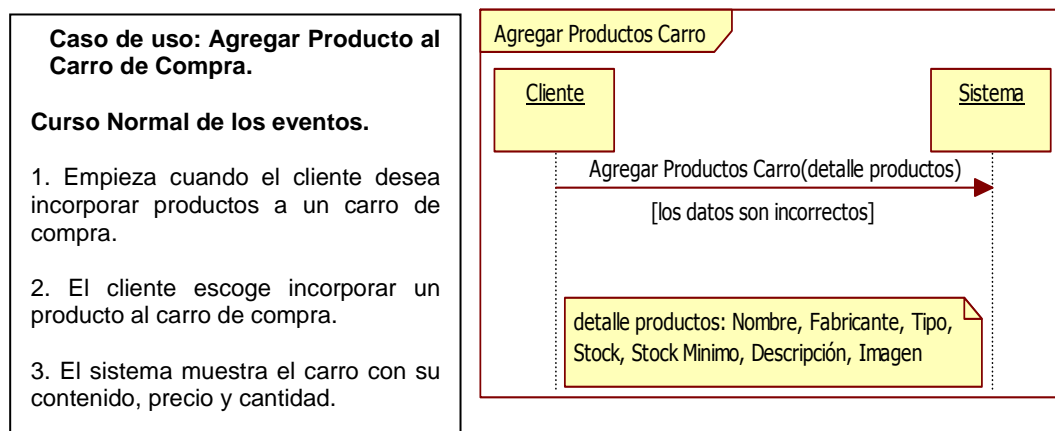 Caso de uso: Agregar Producto al
Carro de Compra.
Curso Normal de los eventos.
1. Empieza cuando el cliente desea
incorporar productos a un carro de
compra.
2. El cliente escoge incorporar un
producto al carro de compra.
3. El sistema muestra el carro con su
contenido, precio y cantidad.
Agregar Productos Carro
Cliente
Sistema
Agregar Productos Carro(detalle productos)
[los datos son incorrectos]
detalle productos: Nombre, Fabricante, Tipo,
Stock, Stock Minimo, Descripción, Imagen